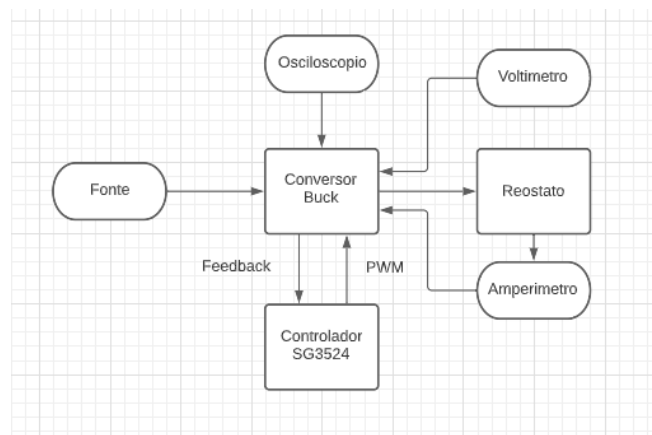 Osciloscopio
Voltimetro
Fonte
Conversor
Buck
Reostato
Feedback
PWM
Amperimetro
Controlador
SG3524